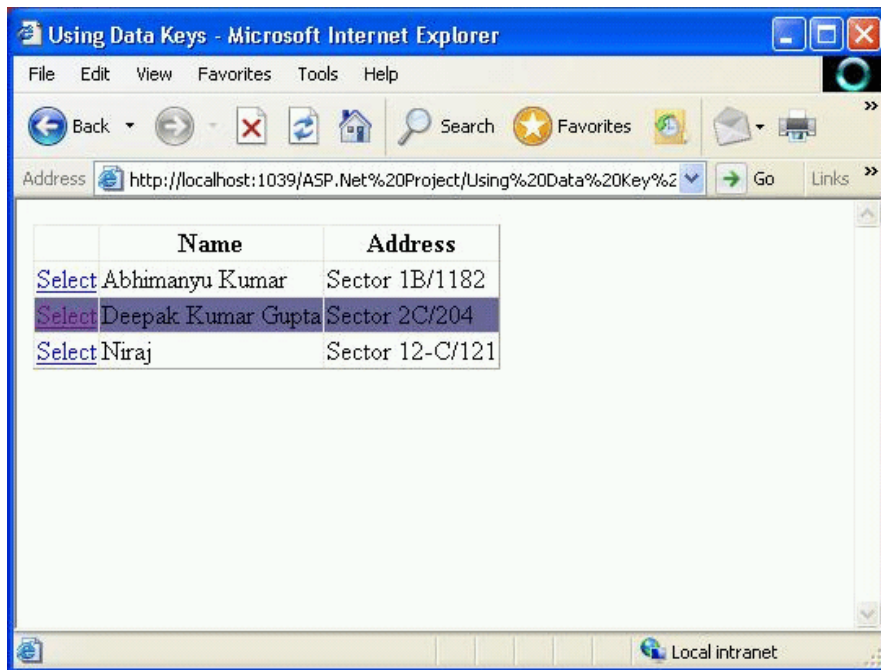 Using Data Keys - Microsoft Internet Explorer
File Edit View Favorites Tools Help
Back Search Favorites »
Address http://localhost:1039/ASP.Net%20Project/Using%20Data%20Key%2 Go Links »
Name Address
Select Abhimanyu Kumar Sector 1B/1182
Select Deepak Kumar Gupta Sector 2C/204
Select Niraj Sector 12-C/121
Local intranet